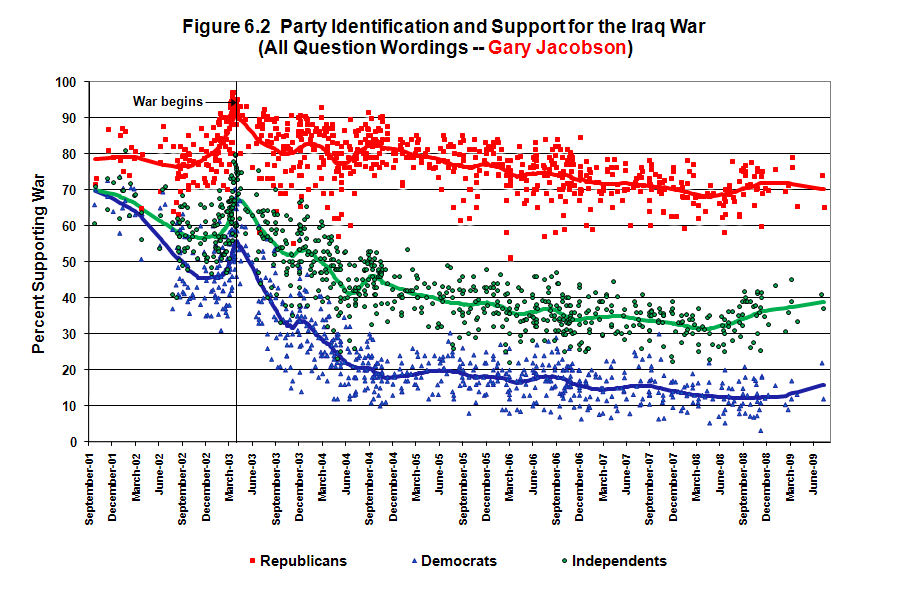 Figure 6.2 Party Identification and Support for the Iraq War
(All Question Wordings -- Gary Jacobson)
Percent Supporting War
100
90
80
70
60
50
40
30
20
10
0
War begins
September-01
December-01
March-02
June-02
September-02
December-02
March-03
June-03
September-03
December-03
March-04
June-04
September-04
December-04
March-05
June-05
September-05
December-05
March-06
June-06
September-06
December-06
March-07
June-07
September-07
December-07
March-08
June-08
September-08
December-08
March-09
June-09
Republicans
Democrats
Independents